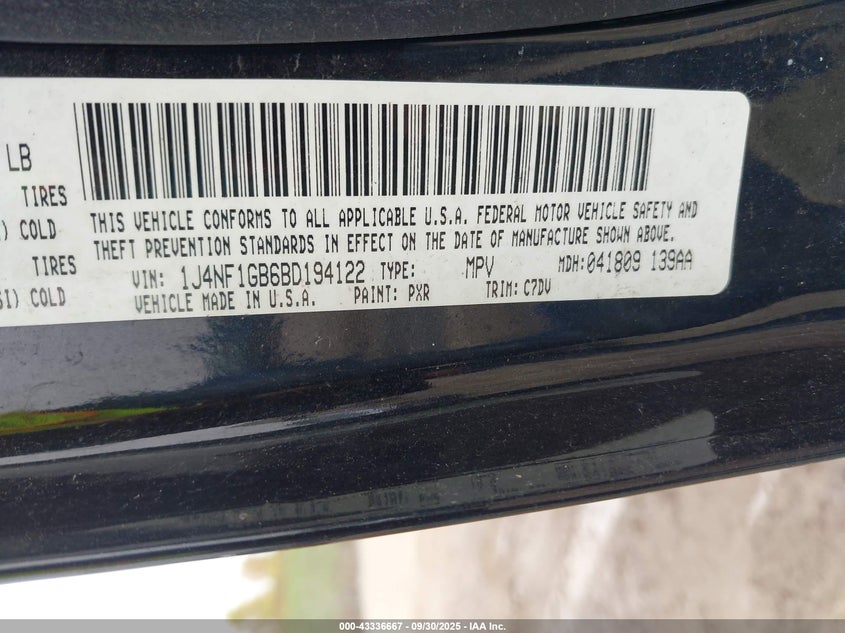 LB
TIRES
) COLD
TIRES
SI) COLD
THIS VEHICLE CONFORMS TO ALL APPLICABLE U.S.A. FEDERAL MOTOR VEHICLE SAFETY AND
THEFT PREVENTION STANDARDS IN EFFECT ON THE DATE OF MANUFACTURE SHOWN ABOVE.
VIN: 1J4NF1GB6BD194122 TYPE: MPV MDH: 041809 139AA
VEHICLE MADE IN U.S.A. PAINT: PXR TRIM: C7DV
000-43336667 - 09/30/2025 - IAA Inc.